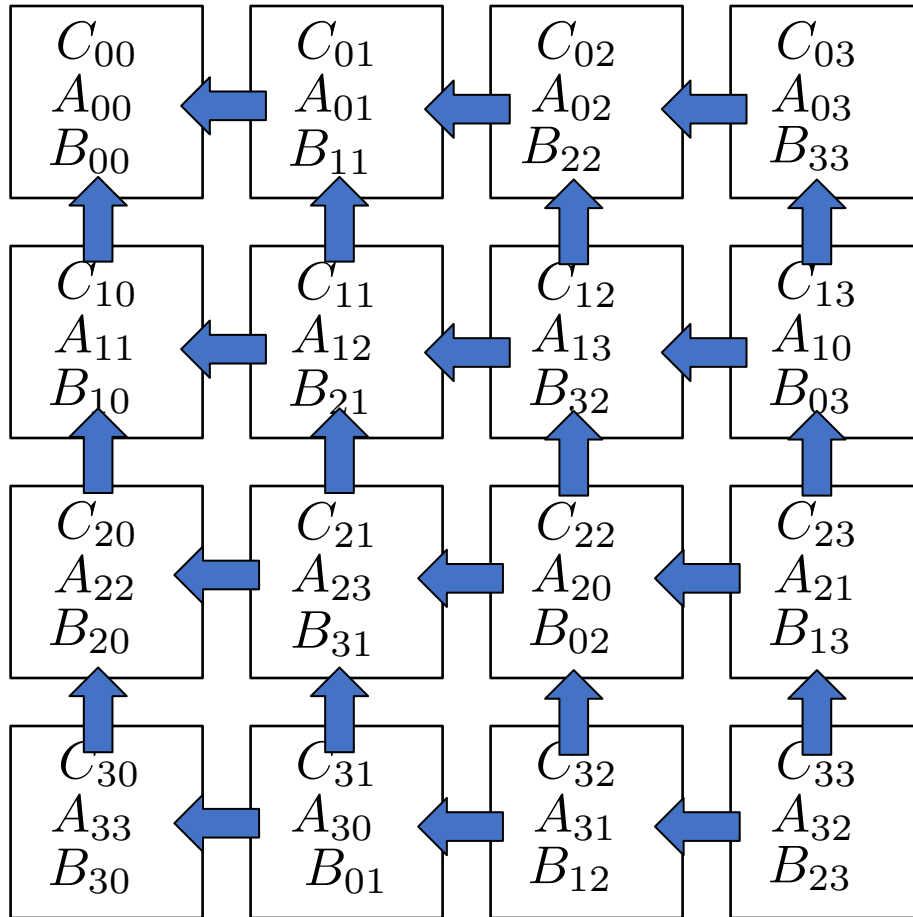 C₀₀ C₀₁ C₀₂ C₀₃
A₀₀ A₀₁ A₀₂ A₀₃
B₀₀ B₁₁ B₂₂ B₃₃
C₁₀ C₁₁ C₁₂ C₁₃
A₁₁ A₁₂ A₁₃ A₁₀
B₁₀ B₂₁ B₃₂ B₀₃
C₂₀ C₂₁ C₂₂ C₂₃
A₂₂ A₂₃ A₂₀ A₂₁
B₂₀ B₃₁ B₀₂ B₁₃
C₃₀ C₃₁ C₃₂ C₃₃
A₃₃ A₃₀ A₃₁ A₃₂
B₃₀ B₀₁ B₁₂ B₂₃